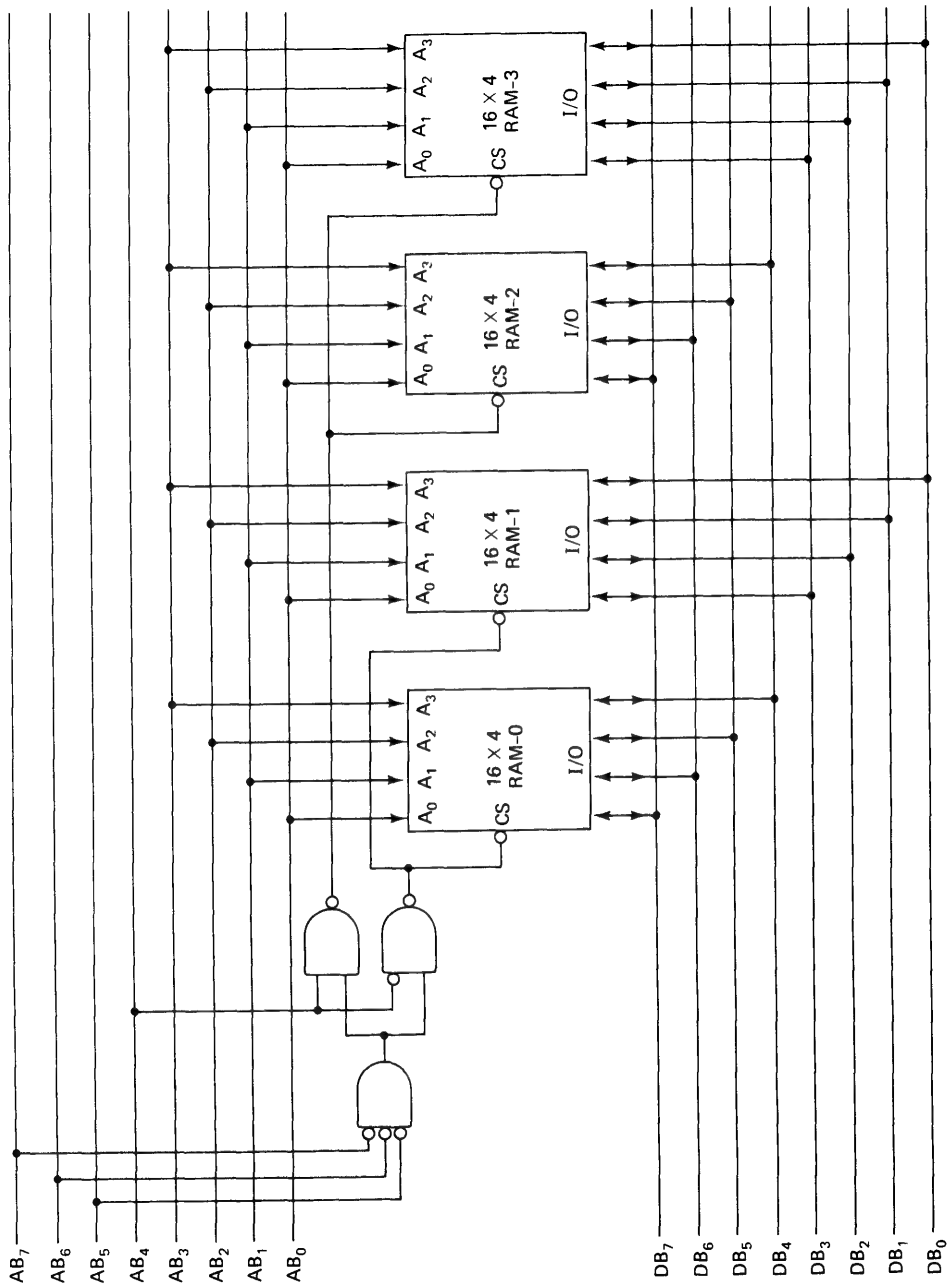 AB7
AB6
AB5
AB4
AB3
AB2
AB1
AB0
A0 A1 A2 A3
16 X 4
RAM-0
CS
I/O
A0 A1 A2 A3
16 X 4
RAM-1
CS
I/O
A0 A1 A2 A3
16 X 4
RAM-2
CS
I/O
A0 A1 A2 A3
16 X 4
RAM-3
CS
I/O
DB7
DB6
DB5
DB4
DB3
DB2
DB1
DB0